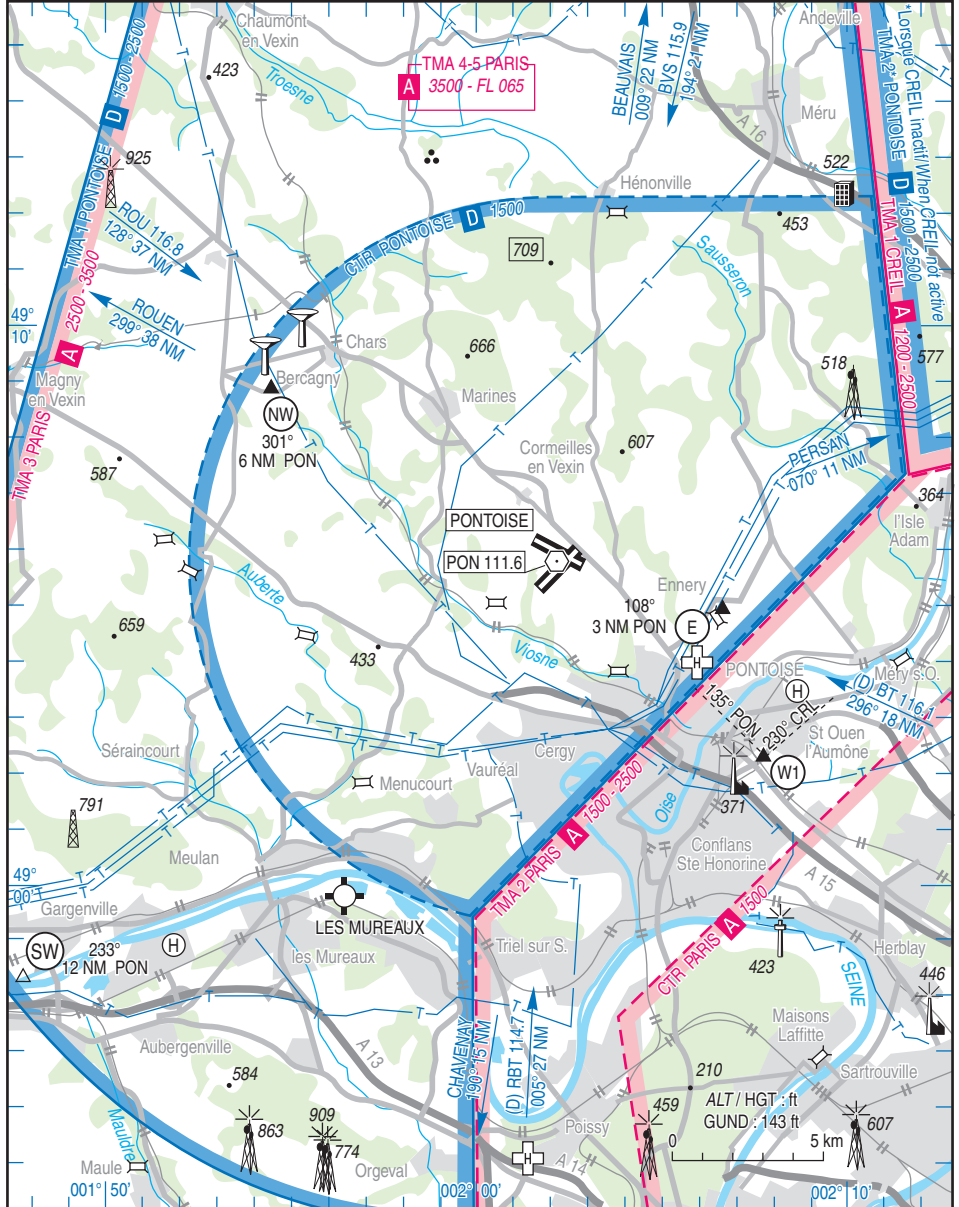 Chaumont
en Vexin
423
Troesne
TMA 4-5 PARIS
A 3500 - FL 065
BEAUVAIS
009° 22 NM
BVS 115.9
194° 21 NM
Andeville
Méru
A 16
*Lorsque CREIL inactif/When CREIL not active
TMA 2* PONTOISE D 1500 - 2500
TMA 1 CREIL A 1200 - 2500
TMA 1 PONTOISE D 1500 - 2500
TMA 3 PARIS A 2500 - 3500
925
ROU 116.8
128° 37 NM
ROUEN
299° 38 NM
CTR PONTOISE D 1500
Hénonville
522
453
709
Sausseron
49°
10'
Magny
en Vexin
Chars
Bercagny
666
Marines
518
577
NW
301°
6 NM PON
587
Cormeilles
en Vexin
607
PERSAN
070° 11 NM
364
l'Isle
Adam
PONTOISE
PON 111.6
Auberte
Ennery
108°
3 NM PON
E
659
433
Viosne
PONTOISE
Méry s.O.
H
H
(D) BT 116.1
296° 18 NM
135° PON
230° CRL
St Ouen
l'Aumône
W1
371
Séraincourt
Cergy
Vauréal
Menucourt
Oise
791
Meulan
TMA 2 PARIS A 1500 - 2500
Conflans
Ste Honorine
A 15
49°
00'
Gargenville
LES MUREAUX
CTR PARIS A 1500
SW
233°
12 NM PON
H
les Mureaux
Triel sur S.
423
Herblay
SEINE
446
Aubergenville
A 13
CHAVENAY
190° 15 NM
(D) RBT 114.7
005° 27 NM
Maisons
Laffitte
Sartrouville
584
210
ALT / HGT : ft
GUND : 143 ft
Mauldre
863
909
774
Poissy
459
0
5 km
607
Maule
Orgeval
H
A 14
001° 50'
002° 00'
002° 10'
T